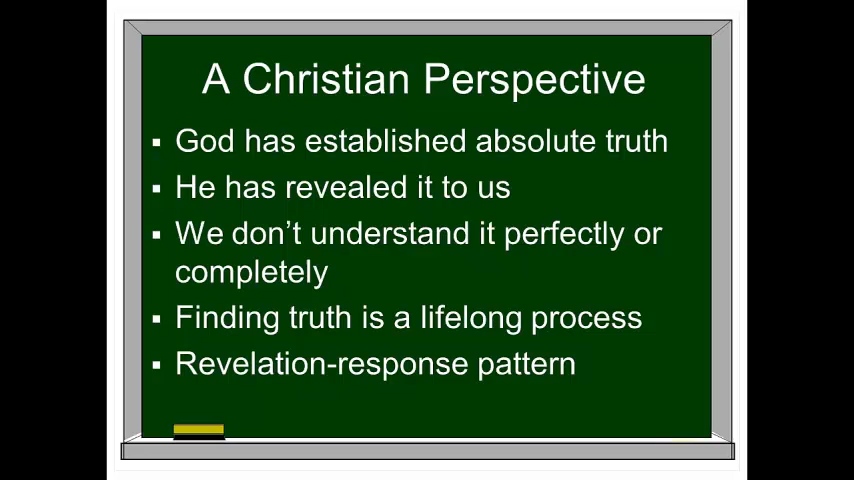 A Christian Perspective
▪ God has established absolute truth
▪ He has revealed it to us
▪ We don’t understand it perfectly or
completely
▪ Finding truth is a lifelong process
▪ Revelation-response pattern